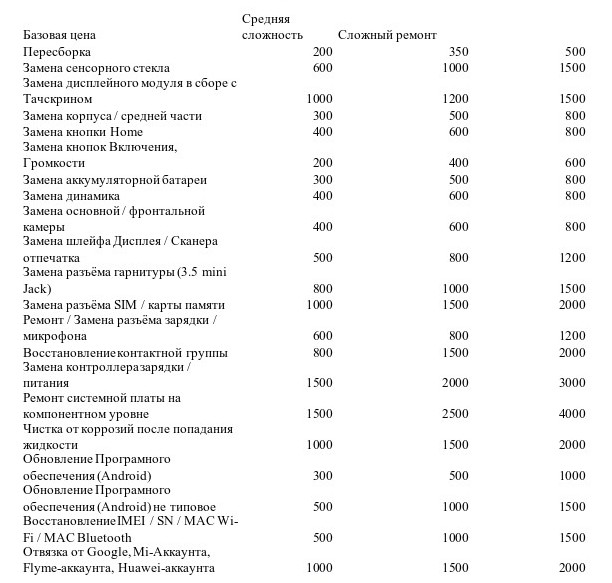 Средняя
Базовая цена сложность Сложный ремонт
Пересборка 200 350 500
Замена сенсорного стекла 600 1000 1500
Замена дисплейного модуля в сборе с
Тачскрином 1000 1200 1500
Замена корпуса / средней части 300 500 800
Замена кнопки Home 400 600 800
Замена кнопок Включения,
Громкости 200 400 600
Замена аккумуляторной батареи 300 500 800
Замена динамика 400 600 800
Замена основной / фронтальной
камеры 400 600 800
Замена шлейфа Дисплея / Сканера
отпечатка 500 800 1200
Замена разъёма гарнитуры (3.5 mini
Jack) 800 1000 1500
Замена разъёма SIM / карты памяти 1000 1500 2000
Ремонт / Замена разъёма зарядки /
микрофона 600 800 1200
Восстановление контактной группы 800 1500 2000
Замена контроллера зарядки /
питания 1500 2000 3000
Ремонт системной платы на
компонентном уровне 1500 2500 4000
Чистка от коррозий после попадания
жидкости 1000 1500 2000
Обновление Програмного
обеспечения (Android) 300 500 1000
Обновление Програмного
обеспечения (Android) не типовое 500 1000 1500
Восстановление IMEI / SN / MAC Wi-
Fi / MAC Bluetooth 500 1000 1500
Отвязка от Google, Mi-Аккаунта,
Flyme-аккаунта, Huawei-аккаунта 1000 1500 2000